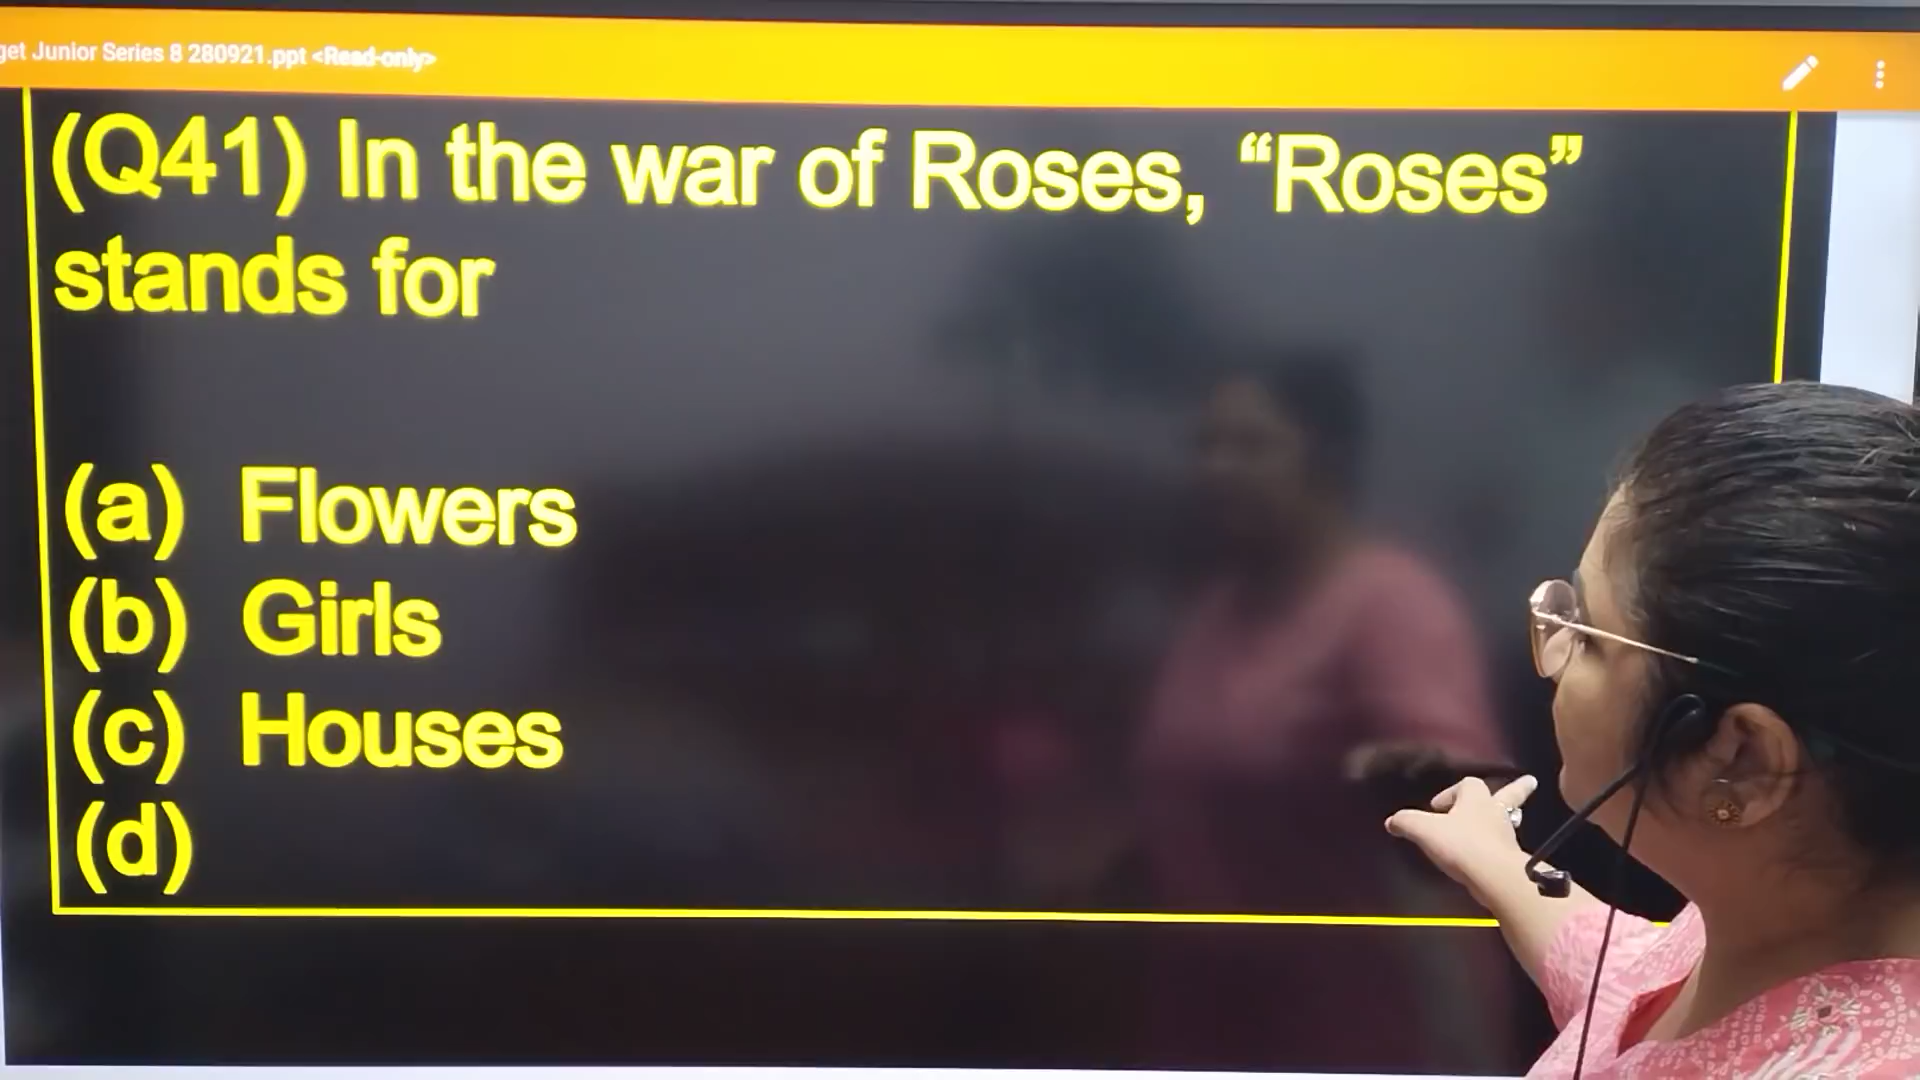 Junior Series 8 280921.ppt <Read-only>
(Q41) In the war of Roses, “Roses”
stands for
(a) Flowers
(b) Girls
(c) Houses
(d)